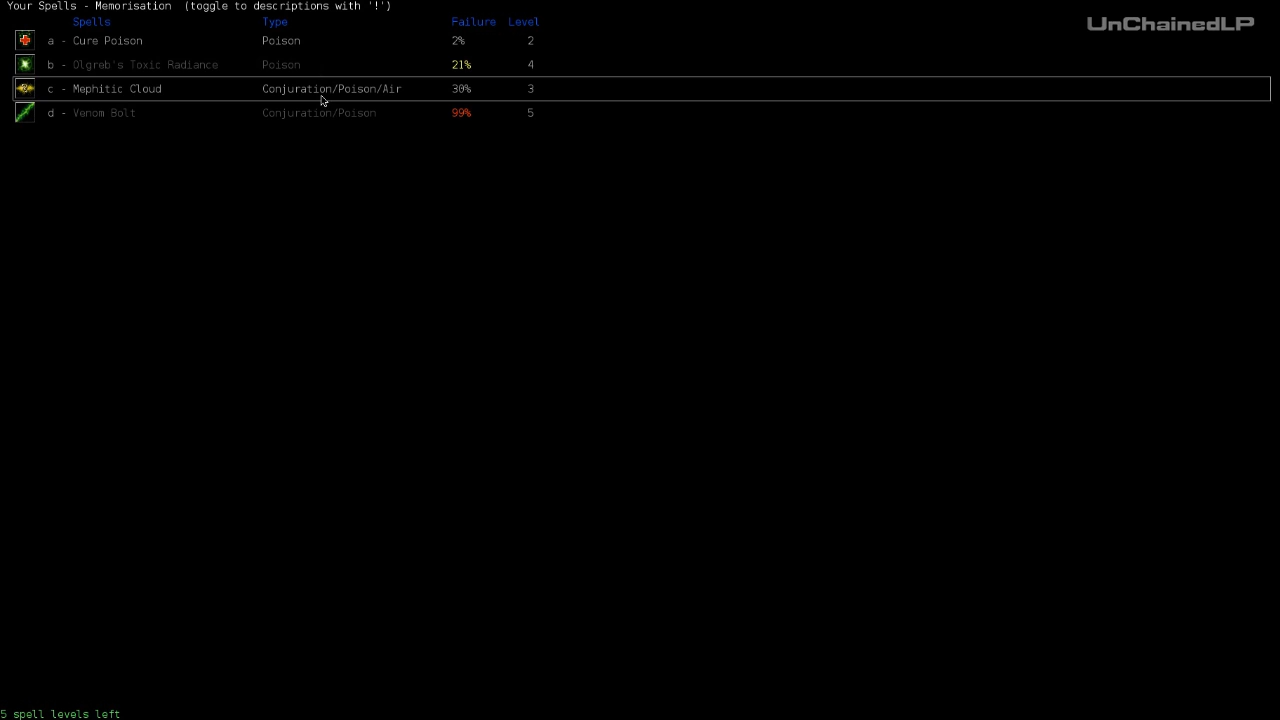 Your Spells - Memorisation  (toggle to descriptions with '!')
Spells Type Failure Level
UnChainedLP
a - Cure Poison Poison 2% 2
b - Olgreb's Toxic Radiance Poison 21% 4
c - Mephitic Cloud Conjuration/Poison/Air 30% 3
d - Venom Bolt Conjuration/Poison 99% 5
5 spell levels left